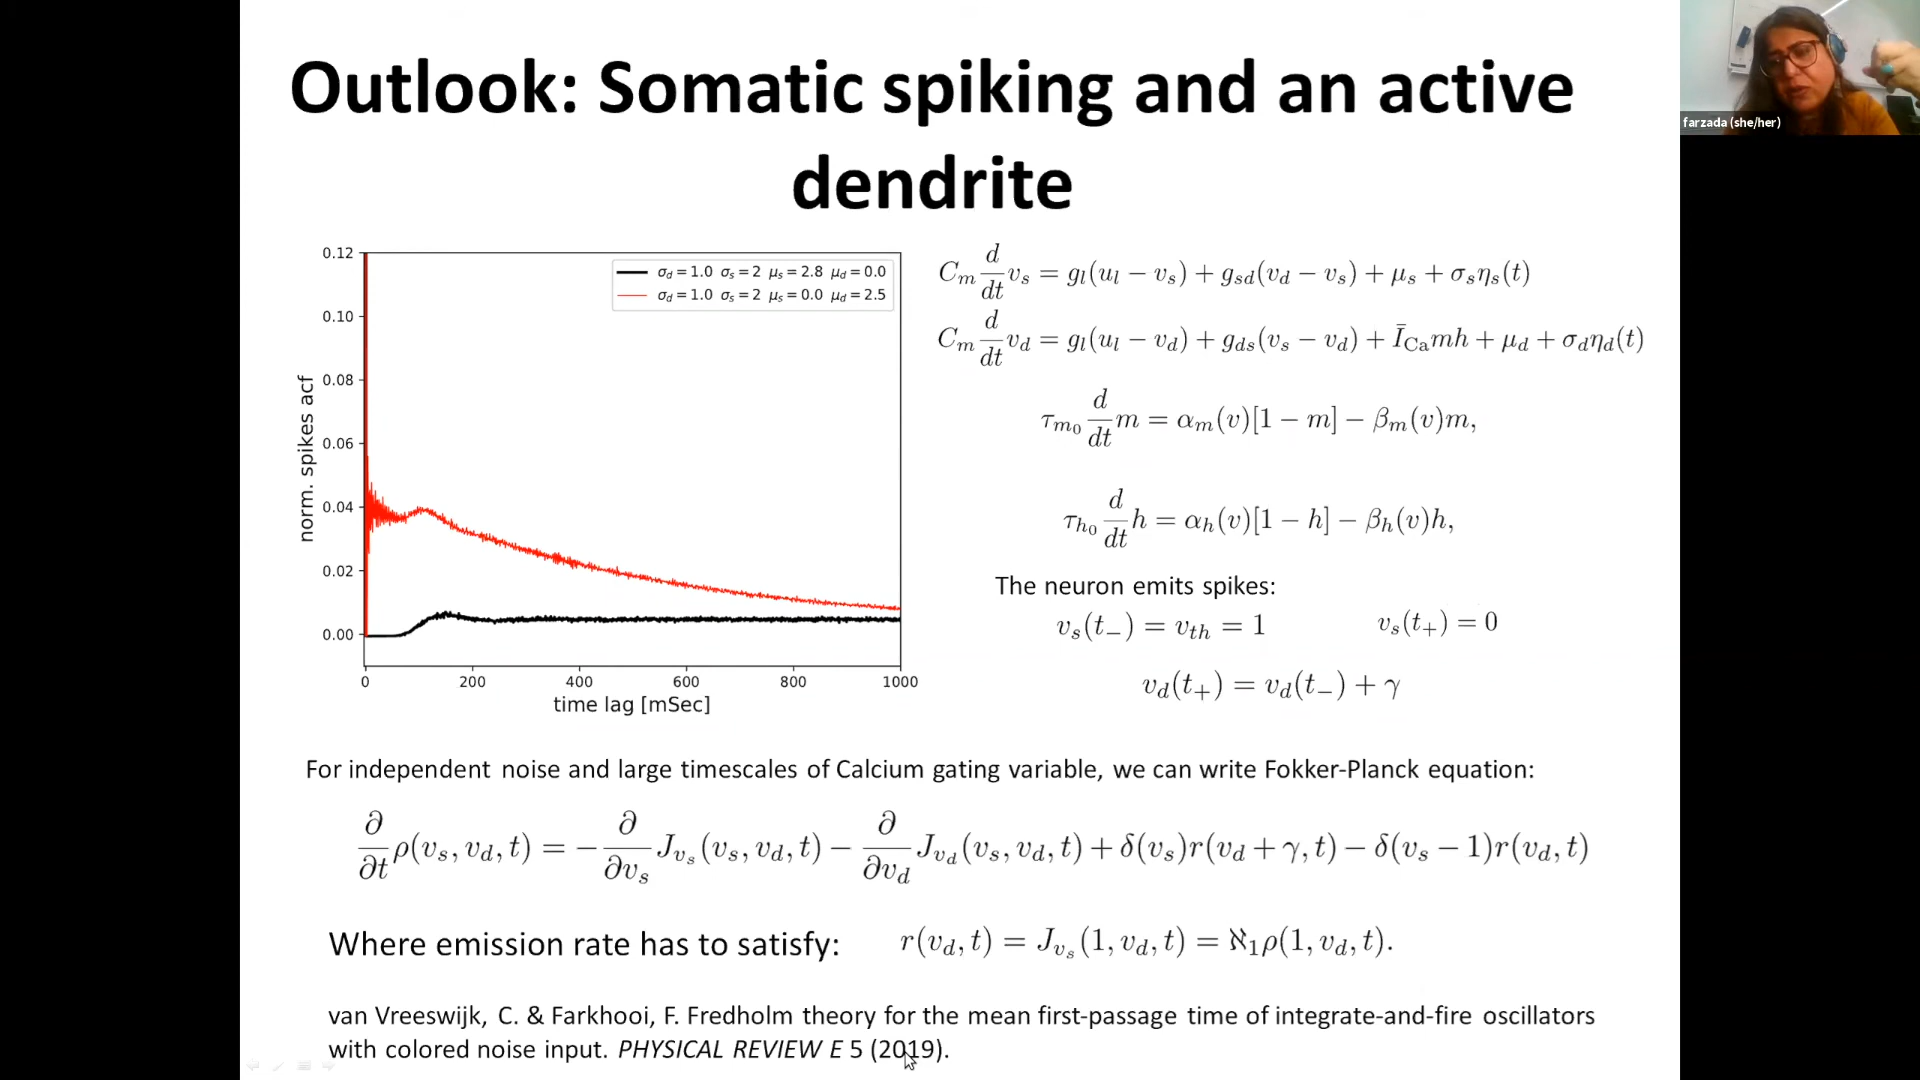 Outlook: Somatic spiking and an active
dendrite
farzada (she/her)
0.12
0.10
0.08
0.06
0.04
0.02
0.00
norm. spikes acf
σ_d = 1.0 σ_s = 2 μ_s = 2.8 μ_d = 0.0
σ_d = 1.0 σ_s = 2 μ_s = 0.0 μ_d = 2.5
0 200 400 600 800 1000
time lag [mSec]
C_m d/dt v_s = g_l(u_l − v_s) + g_sd(v_d − v_s) + μ_s + σ_sη_s(t)
C_m d/dt v_d = g_l(u_l − v_d) + g_ds(v_s − v_d) + Ī_Ca mh + μ_d + σ_dη_d(t)
τ_m₀ d/dt m = α_m(v)[1 − m] − β_m(v)m,
τ_h₀ d/dt h = α_h(v)[1 − h] − β_h(v)h,
The neuron emits spikes:
v_s(t_−) = v_th = 1 v_s(t_+) = 0
v_d(t_+) = v_d(t_−) + γ
For independent noise and large timescales of Calcium gating variable, we can write Fokker-Planck equation:
∂/∂t ρ(v_s, v_d, t) = −∂/∂v_s J_v_s(v_s, v_d, t) − ∂/∂v_d J_v_d(v_s, v_d, t) + δ(v_s)r(v_d + γ, t) − δ(v_s − 1)r(v_d, t)
Where emission rate has to satisfy: r(v_d, t) = J_v_s(1, v_d, t) = ℵ₁ρ(1, v_d, t).
van Vreeswijk, C. & Farkhooi, F. Fredholm theory for the mean first-passage time of integrate-and-fire oscillators
with colored noise input. PHYSICAL REVIEW E 5 (2019).